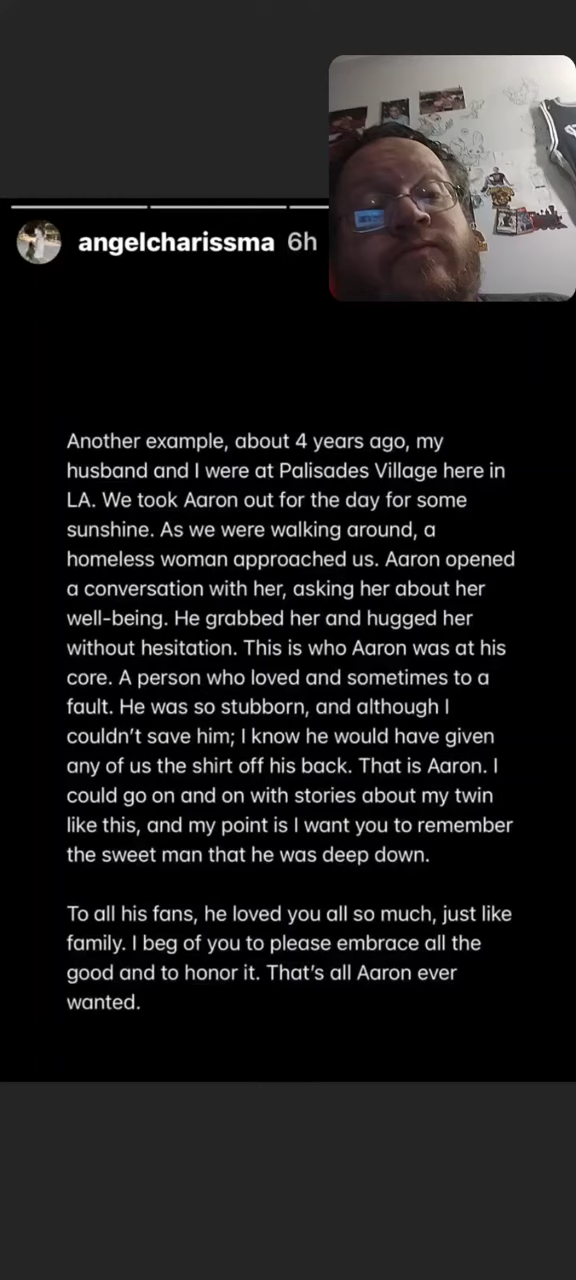 angelcharissma 6h
Another example, about 4 years ago, my
husband and I were at Palisades Village here in
LA. We took Aaron out for the day for some
sunshine. As we were walking around, a
homeless woman approached us. Aaron opened
a conversation with her, asking her about her
well-being. He grabbed her and hugged her
without hesitation. This is who Aaron was at his
core. A person who loved and sometimes to a
fault. He was so stubborn, and although I
couldn't save him; I know he would have given
any of us the shirt off his back. That is Aaron. I
could go on and on with stories about my twin
like this, and my point is I want you to remember
the sweet man that he was deep down.
To all his fans, he loved you all so much, just like
family. I beg of you to please embrace all the
good and to honor it. That's all Aaron ever
wanted.